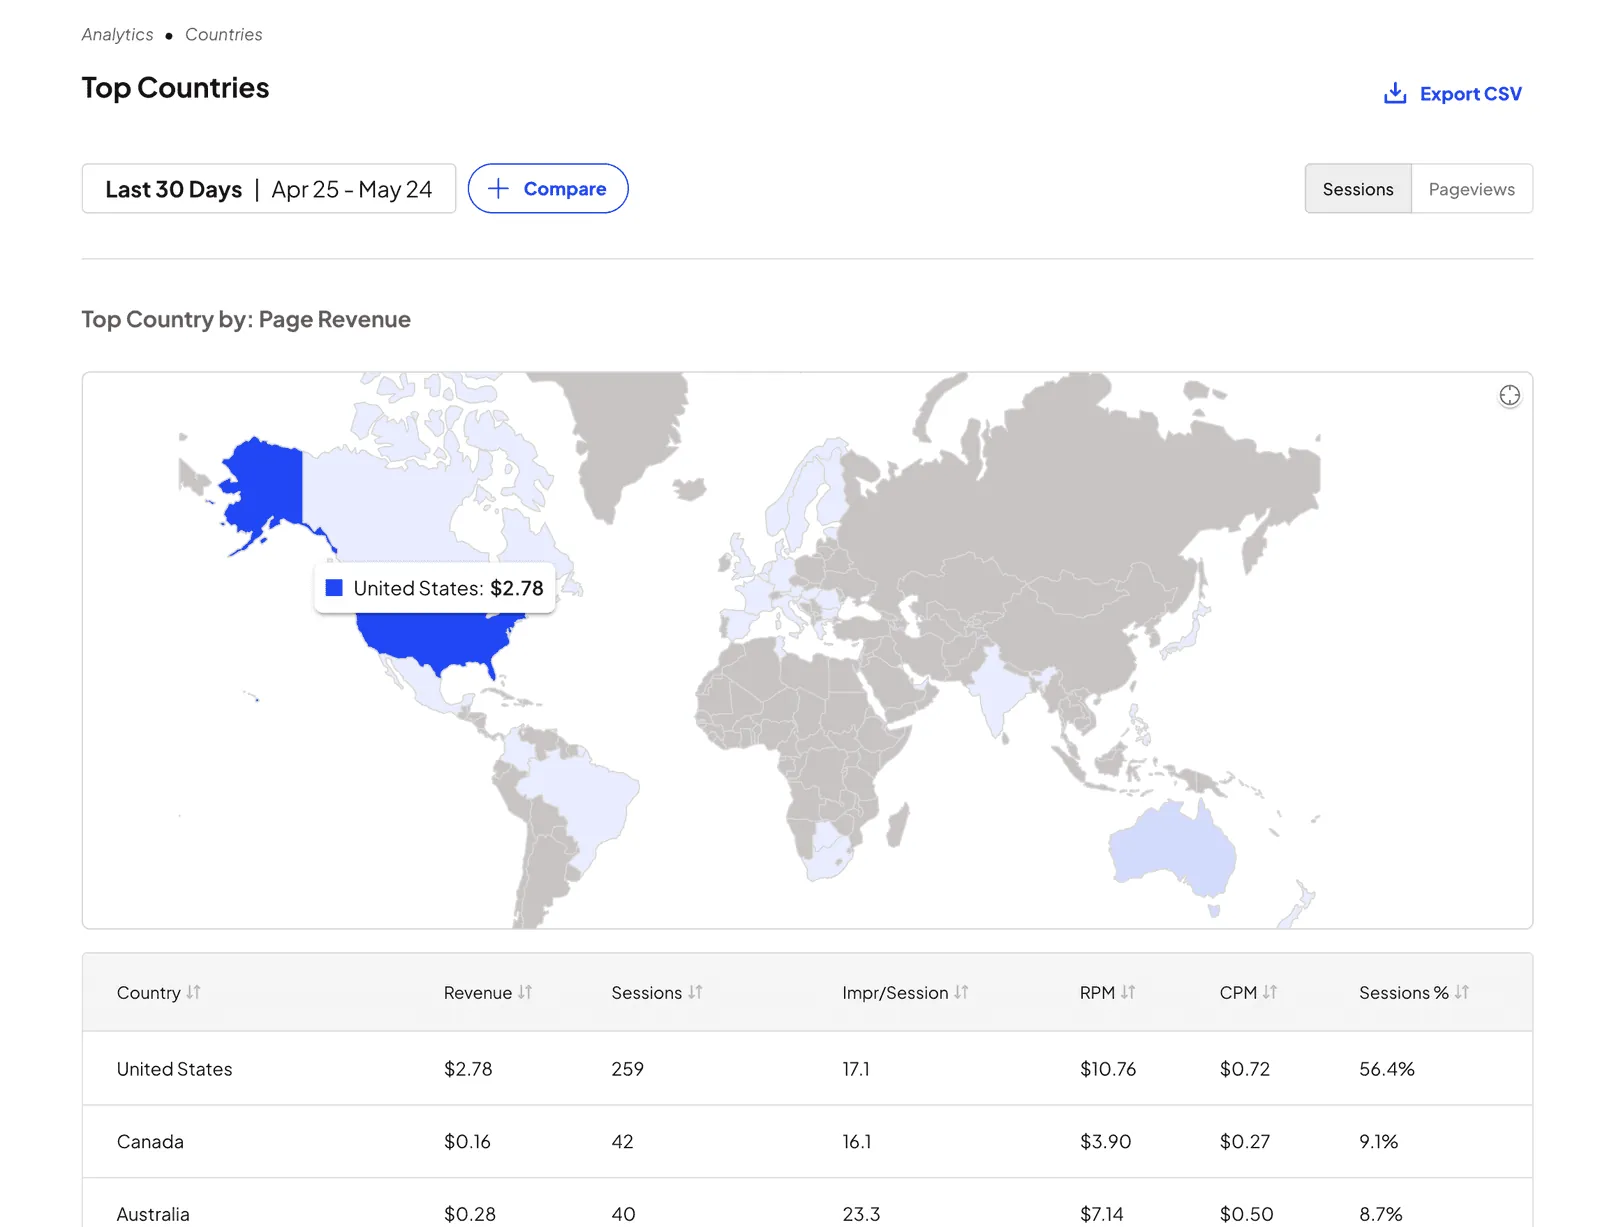 Analytics • Countries
Top Countries
Export CSV
Last 30 Days | Apr 25 - May 24
Compare
Sessions
Pageviews
Top Country by: Page Revenue
United States: $2.78
Country Revenue Sessions Impr/Session RPM CPM Sessions %
United States $2.78 259 17.1 $10.76 $0.72 56.4%
Canada $0.16 42 16.1 $3.90 $0.27 9.1%
Australia $0.28 40 23.3 $7.14 $0.50 8.7%